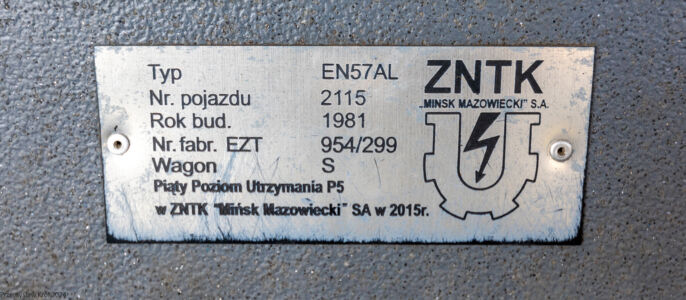 Typ EN57AL
Nr. pojazdu 2115
Rok bud. 1981
Nr. fabr. EZT 954/299
Wagon S
Piąty Poziom Utrzymania P5
w ZNTK "Mińsk Mazowiecki" SA w 2015r.
ZNTK
„MINSK MAZOWIECKI" S.A.